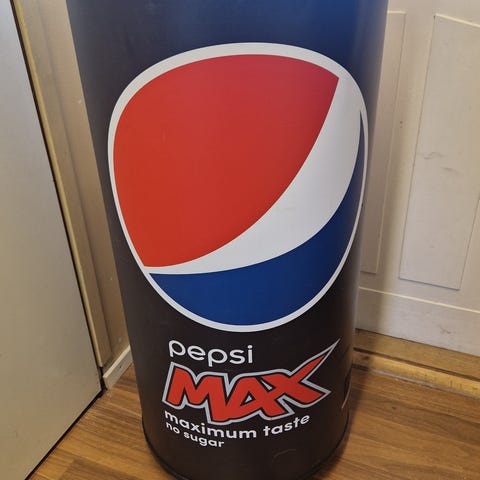 pepsi
MAX
maximum taste
no sugar